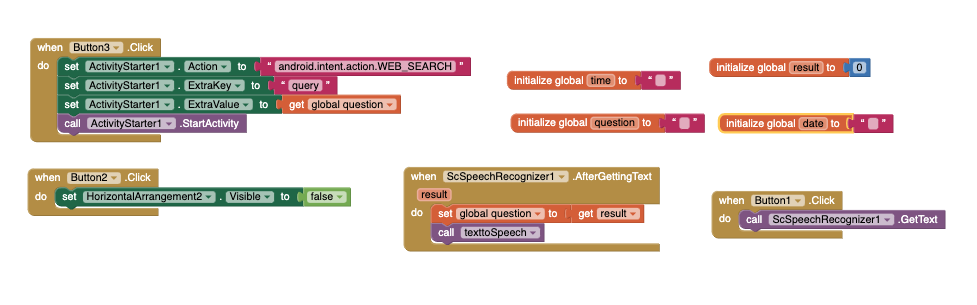 when Button3 .Click
do set ActivityStarter1 . Action to " android.intent.action.WEB_SEARCH "
set ActivityStarter1 . ExtraKey to " query "
set ActivityStarter1 . ExtraValue to get global question
call ActivityStarter1 .StartActivity
initialize global time to " "
initialize global result to 0
initialize global question to " "
initialize global date to " "
when Button2 .Click
do set HorizontalArrangement2 . Visible to false
when ScSpeechRecognizer1 .AfterGettingText
result
do set global question to get result
call texttoSpeech
when Button1 .Click
do call ScSpeechRecognizer1 .GetText